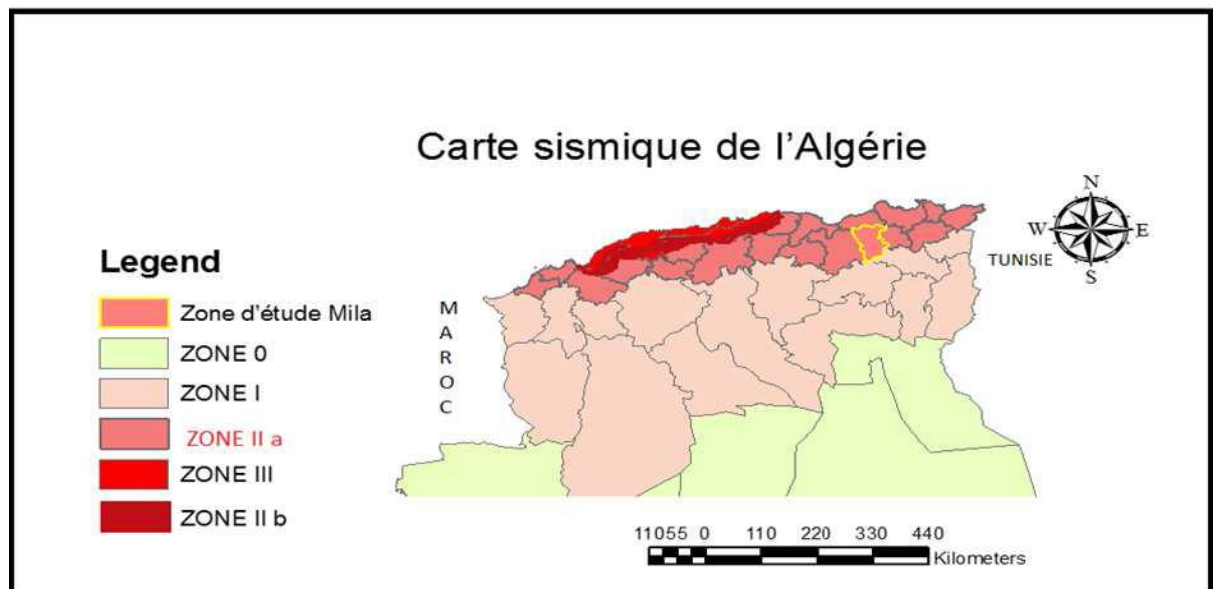 Carte sismique de l'Algérie
N
W E
S
TUNISIE
M
A
R
O
C
Legend
Zone d'étude Mila
ZONE 0
ZONE I
ZONE II a
ZONE III
ZONE II b
11055 0 110 220 330 440
Kilometers